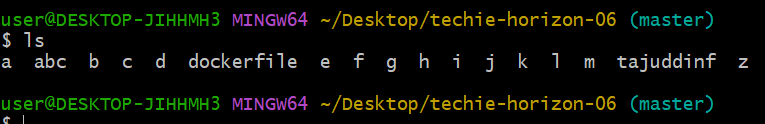 user@DESKTOP-JIHHMH3 MINGW64 ~/Desktop/techie-horizon-06 (master)
$ ls
a  abc  b  c  d  dockerfile  e  f  g  h  i  j  k  l  m  tajuddinf  z
user@DESKTOP-JIHHMH3 MINGW64 ~/Desktop/techie-horizon-06 (master)
$